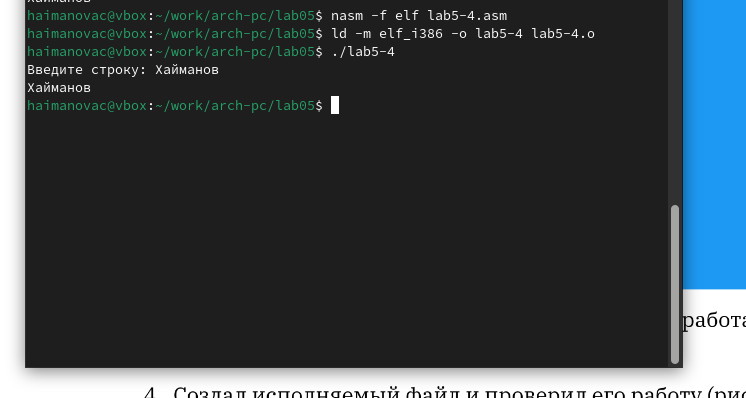 Хайманов
haimanovac@vbox:~/work/arch-pc/lab05$ nasm -f elf lab5-4.asm
haimanovac@vbox:~/work/arch-pc/lab05$ ld -m elf_i386 -o lab5-4 lab5-4.o
haimanovac@vbox:~/work/arch-pc/lab05$ ./lab5-4
Введите строку: Хайманов
Хайманов
haimanovac@vbox:~/work/arch-pc/lab05$
работа
4. Создал исполняемый файл и проверил его работу (рис